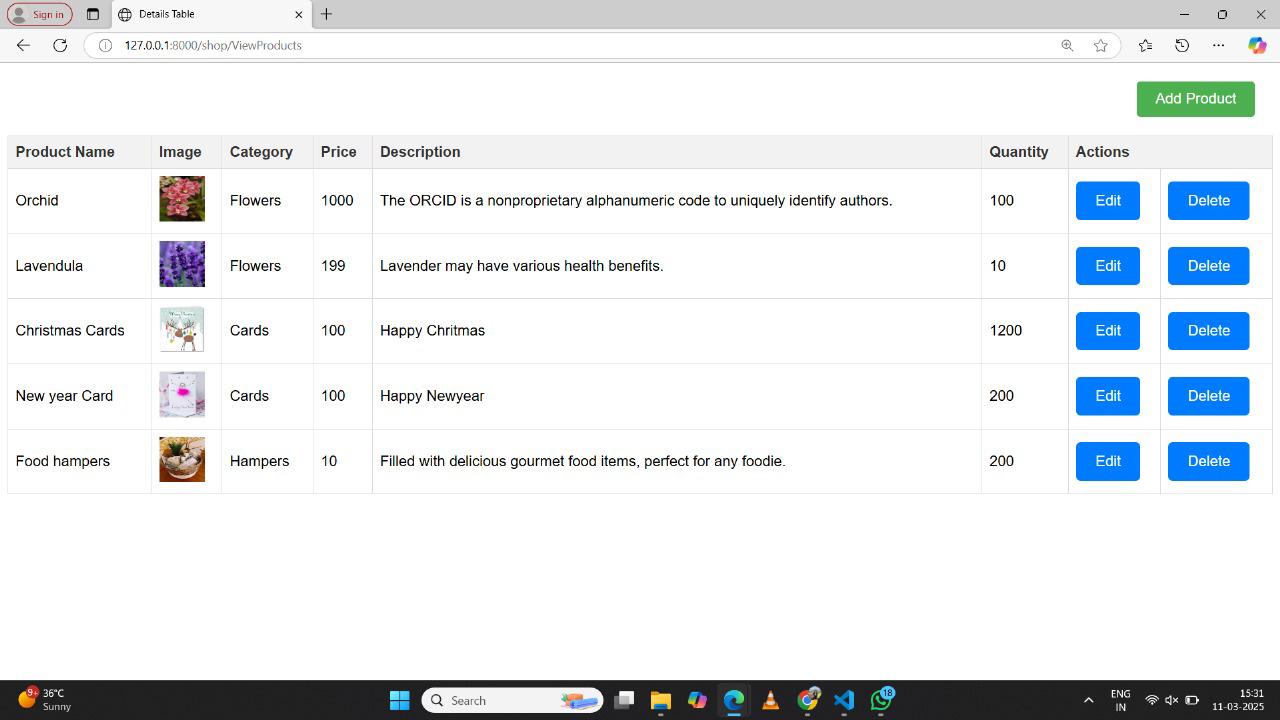 Sign in
Details Table
127.0.0.1:8000/shop/ViewProducts
Add Product
Product Name Image Category Price Description Quantity Actions
Orchid Flowers 1000 The ORCID is a nonproprietary alphanumeric code to uniquely identify authors. 100 Edit Delete
Lavendula Flowers 199 Lavender may have various health benefits. 10 Edit Delete
Christmas Cards Cards 100 Happy Chritmas 1200 Edit Delete
New year Card Cards 100 Happy Newyear 200 Edit Delete
Food hampers Hampers 10 Filled with delicious gourmet food items, perfect for any foodie. 200 Edit Delete
9+ 36°C
Sunny
Search
18
ENG
IN
15:31
11-03-2025